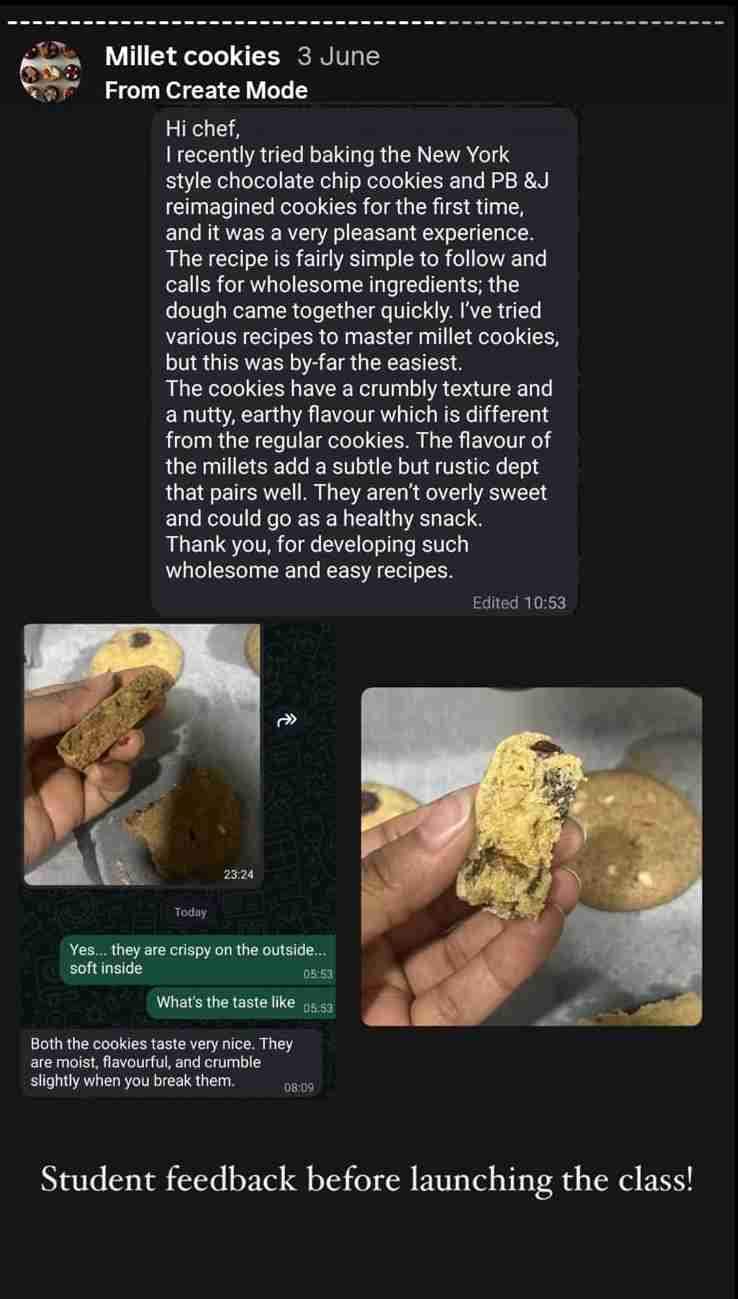 Millet cookies 3 June
From Create Mode
Hi chef,
I recently tried baking the New York
style chocolate chip cookies and PB &J
reimagined cookies for the first time,
and it was a very pleasant experience.
The recipe is fairly simple to follow and
calls for wholesome ingredients; the
dough came together quickly. I've tried
various recipes to master millet cookies,
but this was by-far the easiest.
The cookies have a crumbly texture and
a nutty, earthy flavour which is different
from the regular cookies. The flavour of
the millets add a subtle but rustic dept
that pairs well. They aren't overly sweet
and could go as a healthy snack.
Thank you, for developing such
wholesome and easy recipes.
Edited 10:53
23:24
Today
Yes... they are crispy on the outside...
soft inside
05:53
What's the taste like 05:53
Both the cookies taste very nice. They
are moist, flavourful, and crumble
slightly when you break them.
08:09
Student feedback before launching the class!